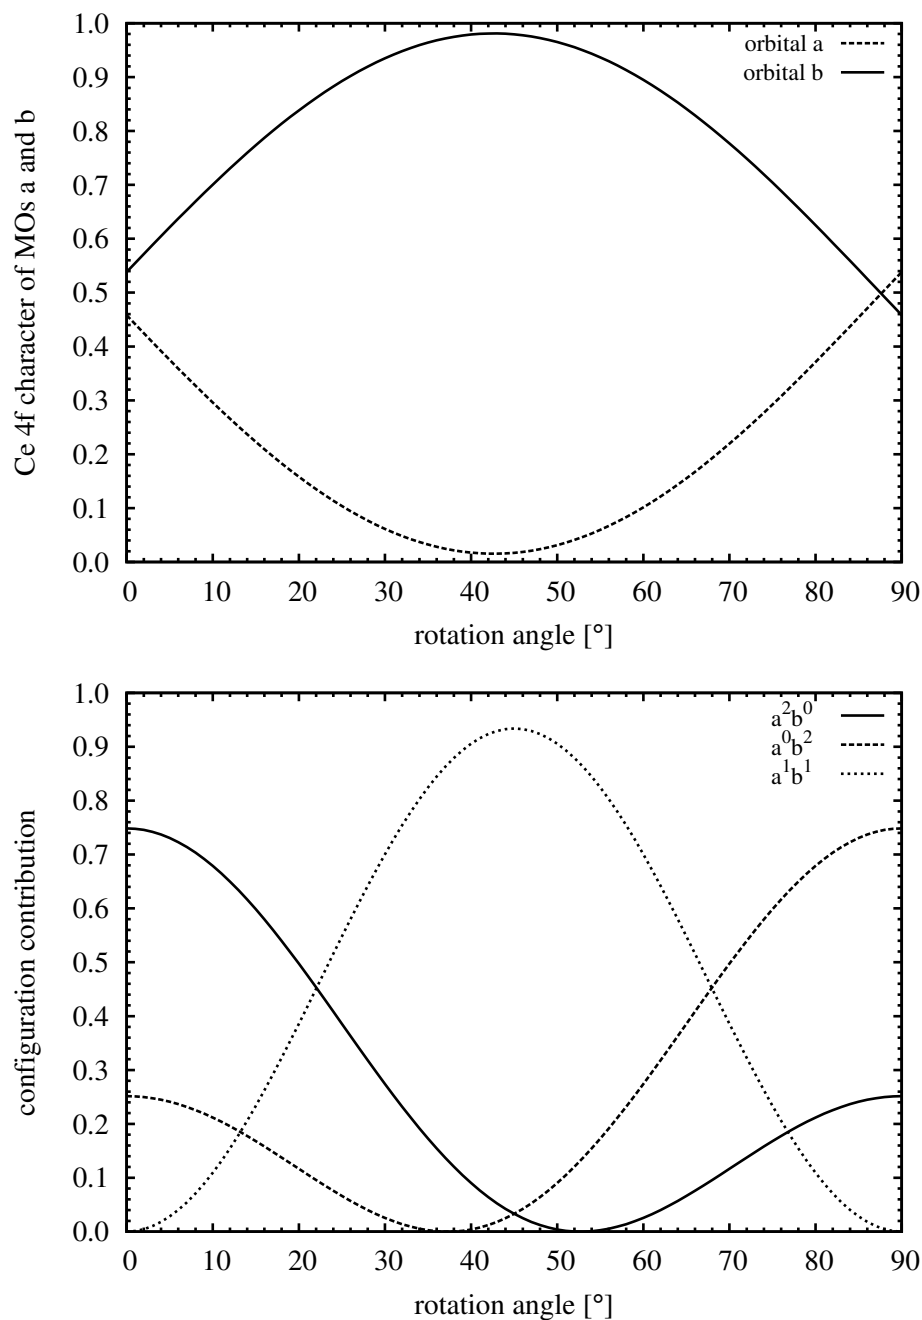 1.0
0.9
0.8
0.7
0.6
0.5
0.4
0.3
0.2
0.1
0.0
Ce 4f character of MOs a and b
orbital a
orbital b
0 10 20 30 40 50 60 70 80 90
rotation angle [°]
1.0
0.9
0.8
0.7
0.6
0.5
0.4
0.3
0.2
0.1
0.0
configuration contribution
a²b⁰
a⁰b²
a¹b¹
0 10 20 30 40 50 60 70 80 90
rotation angle [°]